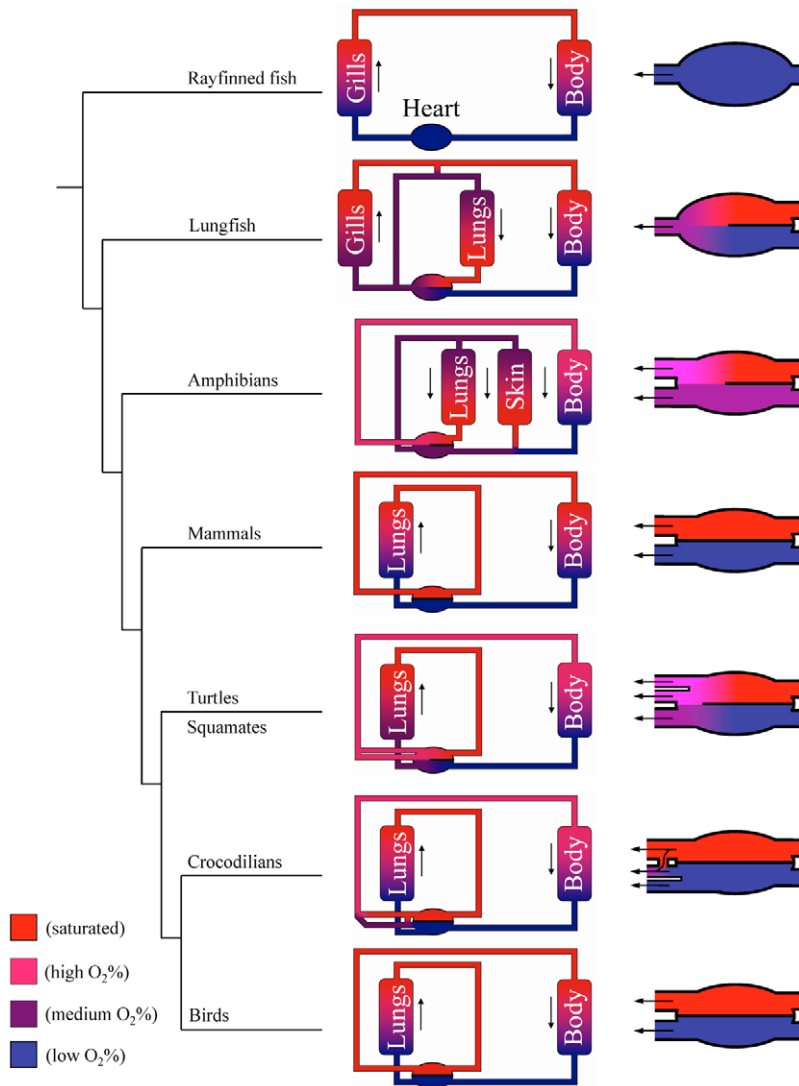 Rayfinned fish
Gills
Heart
Body
Lungfish
Gills
Lungs
Body
Amphibians
Lungs
Skin
Body
Mammals
Lungs
Body
Turtles
Squamates
Lungs
Body
Crocodilians
Lungs
Body
Birds
Lungs
Body
(saturated)
(high O₂%)
(medium O₂%)
(low O₂%)